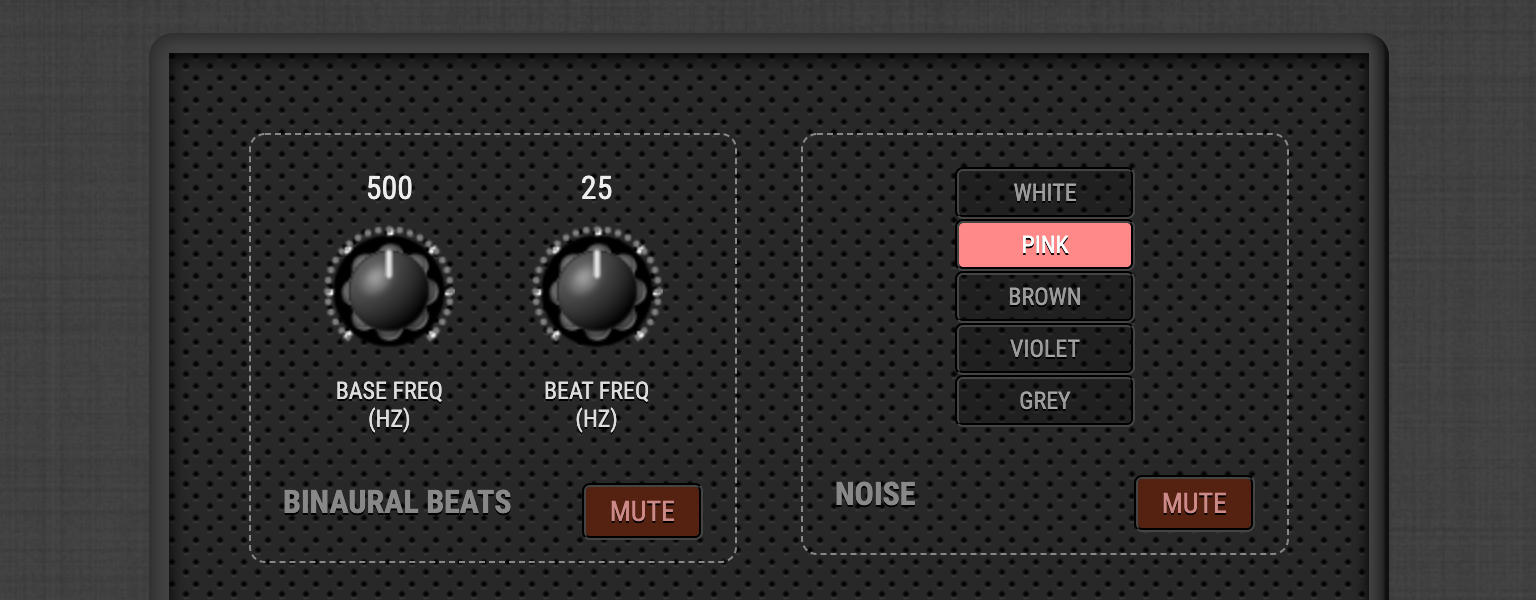 500
25
BASE FREQ
(HZ)
BEAT FREQ
(HZ)
BINAURAL BEATS
MUTE
WHITE
PINK
BROWN
VIOLET
GREY
NOISE
MUTE